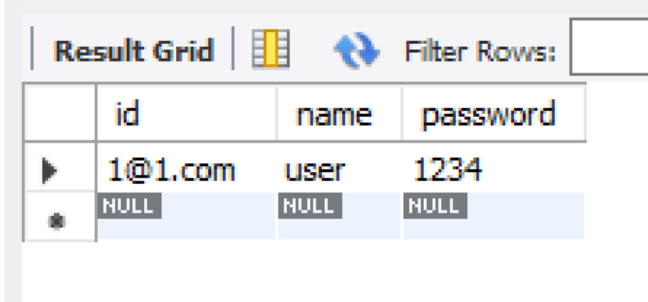 Result Grid Filter Rows:
id name password
1@1.com user 1234
NULL NULL NULL